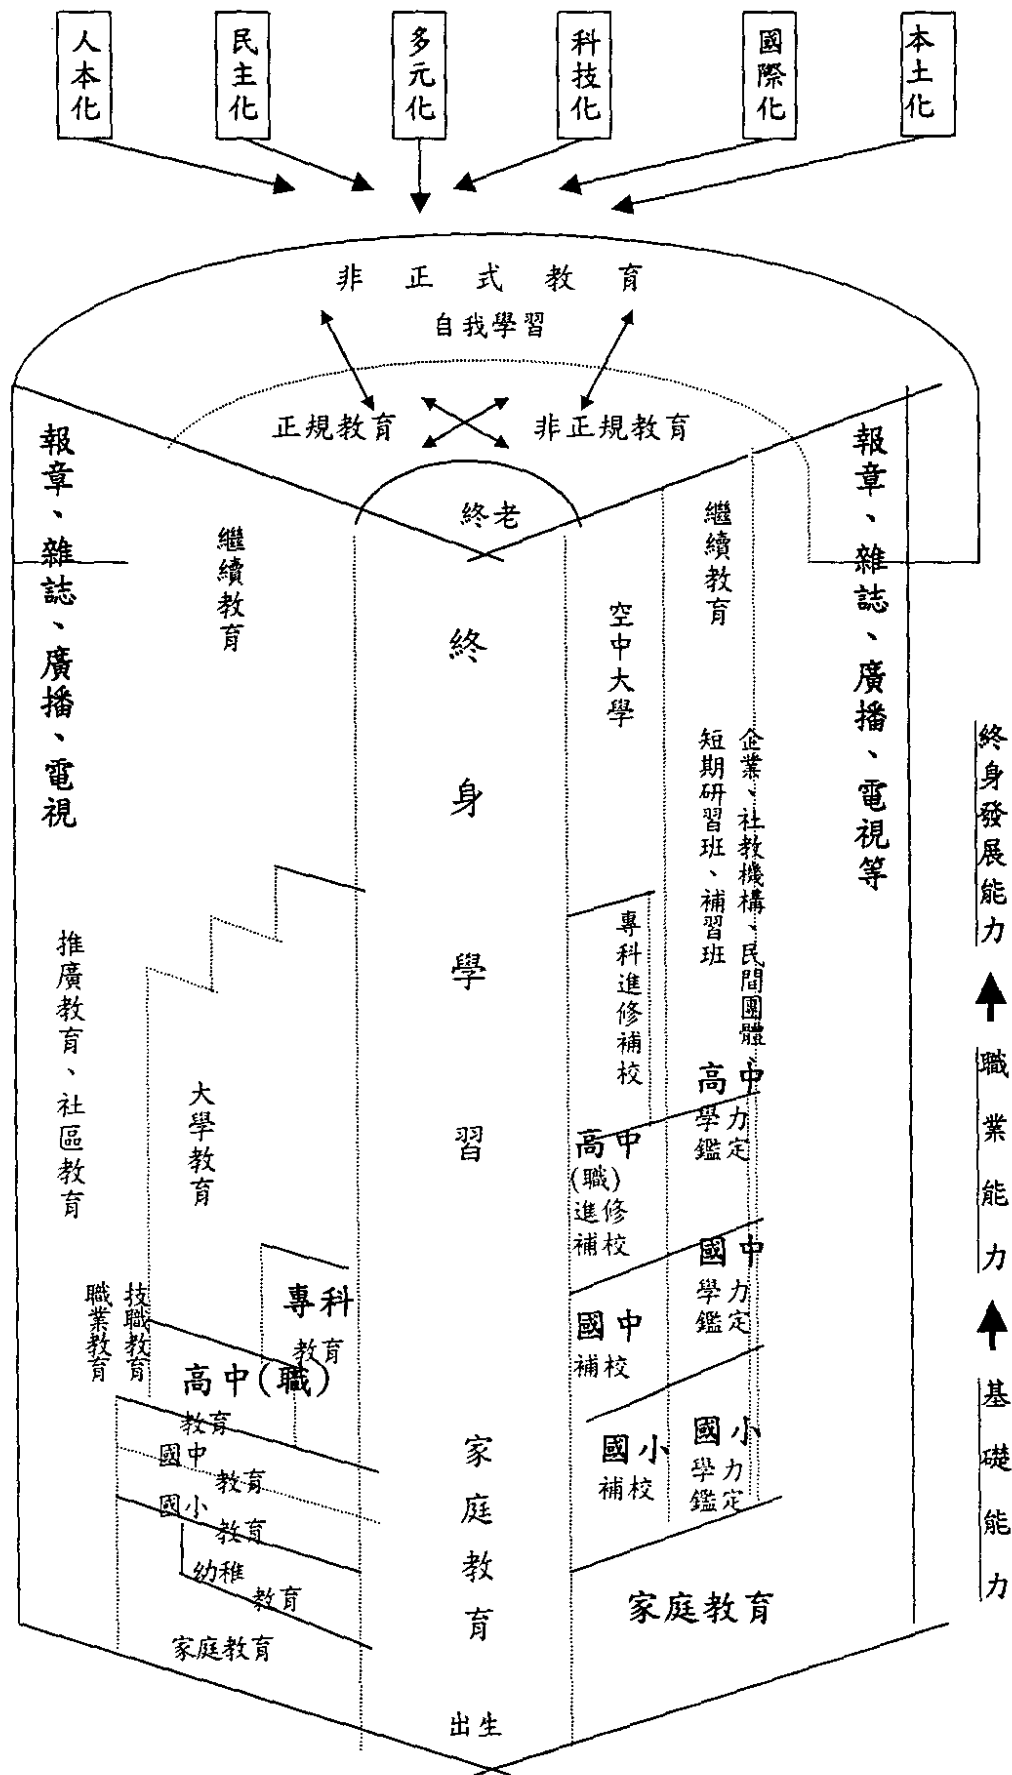 人本化
民主化
多元化
科技化
國際化
本土化
非正式教育
自我學習
正規教育
非正規教育
終老
報章、雜誌、廣播、電視
繼續教育
推廣教育、社區教育
大學教育
職業教育
技職教育
專科
教育
高中(職)
教育
國中
教育
國小
教育
幼稚
教育
家庭教育
終身學習
家庭教育
出生
空中大學
繼續教育
企業、社教機構、民間團體、
短期研習班、補習班
專科進修補校
高中
(職)
進修
補校
國中
補校
國小
補校
高中
學力
鑑定
國中
學力
鑑定
國小
學力
鑑定
家庭教育
報章、雜誌、廣播、電視等
終身發展能力
職業能力
基礎能力